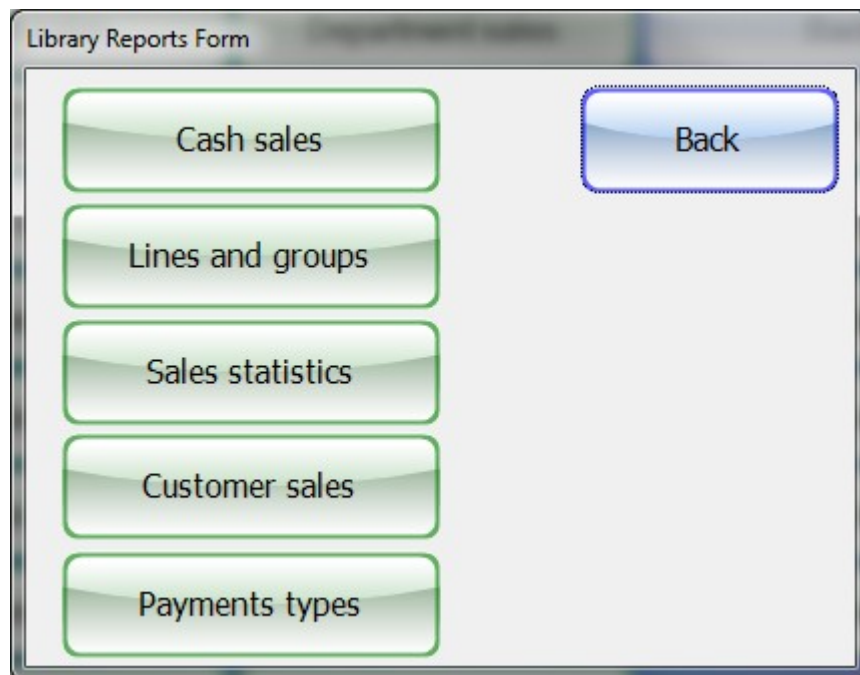 Library Reports Form
Cash sales
Back
Lines and groups
Sales statistics
Customer sales
Payments types